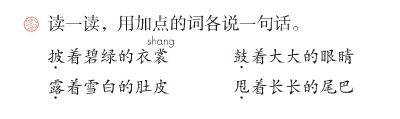 读一读，用加点的词各说一句话。
shang
披着碧绿的衣裳 鼓着大大的眼睛
露着雪白的肚皮 甩着长长的尾巴